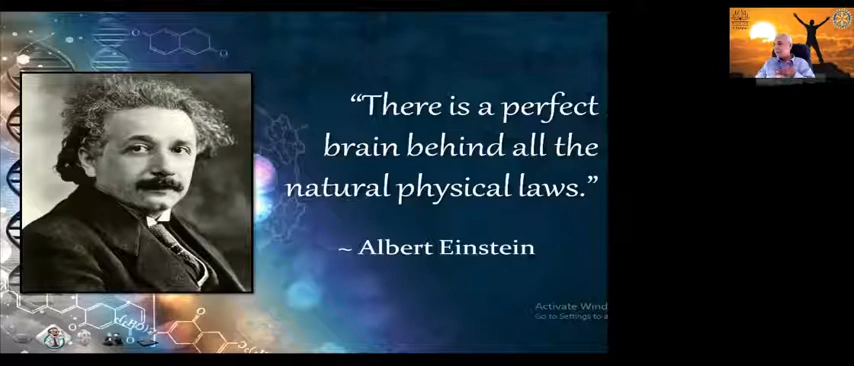 “There is a perfect
brain behind all the
natural physical laws.”
~ Albert Einstein
Activate Wind
Go to Settings to a